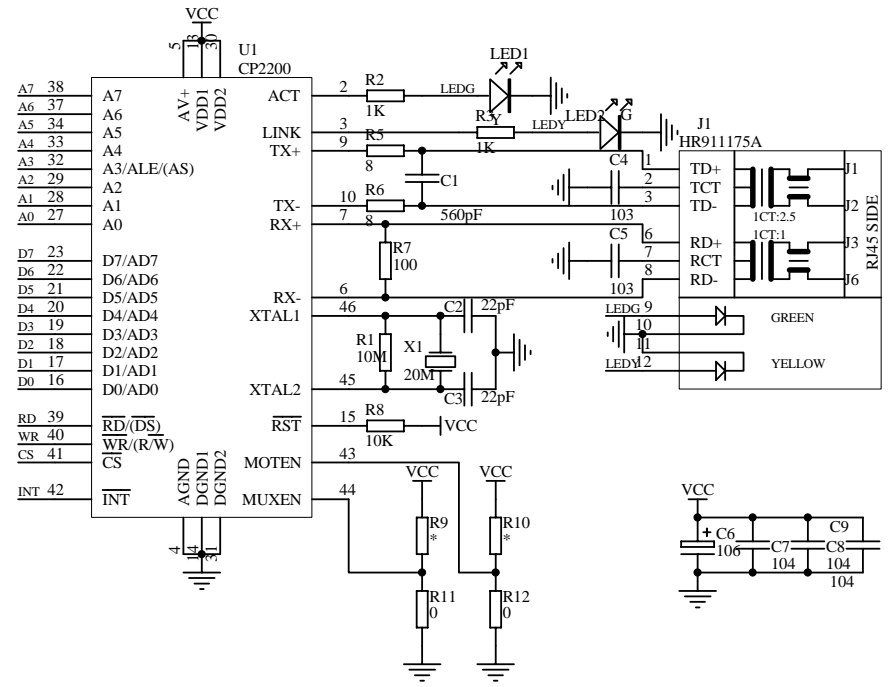 VCC
5
13
30
U1
CP2200
AV+
VDD1
VDD2
A7 38 A7
A6 37 A6
A5 34 A5
A4 33 A4
A3 32 A3/ALE/(AS)
A2 29 A2
A1 28 A1
A0 27 A0
D7 23 D7/AD7
D6 22 D6/AD6
D5 21 D5/AD5
D4 20 D4/AD4
D3 19 D3/AD3
D2 18 D2/AD2
D1 17 D1/AD1
D0 16 D0/AD0
RD 39 RD/(DS)
WR 40 WR/(R/W)
CS 41 CS
INT 42 INT
AGND
DGND1
DGND2
4
14
31
ACT 2
LINK 3
TX+ 9
TX- 10
RX+ 7
RX- 6
XTAL1 46
XTAL2 45
RST 15
MOTEN 43
MUXEN 44
R2
1K
LEDG
LED1
Y
R3
1K
LEDY
LED2
G
R5
8
C1
560pF
R6
8
R7
100
C4
103
C5
103
C2
22pF
R1
10M
X1
20M
C3
22pF
R8
10K
VCC
J1
HR911175A
1 TD+
2 TCT
3 TD-
6 RD+
7 RCT
8 RD-
1CT:2.5
1CT:1
J1
J2
J3
J6
RJ45 SIDE
LEDG 9
10
11
LEDY 12
GREEN
YELLOW
VCC
R9
*
R11
0
VCC
R10
*
R12
0
VCC
+
C6
106
C7
104
C8
104
C9
104